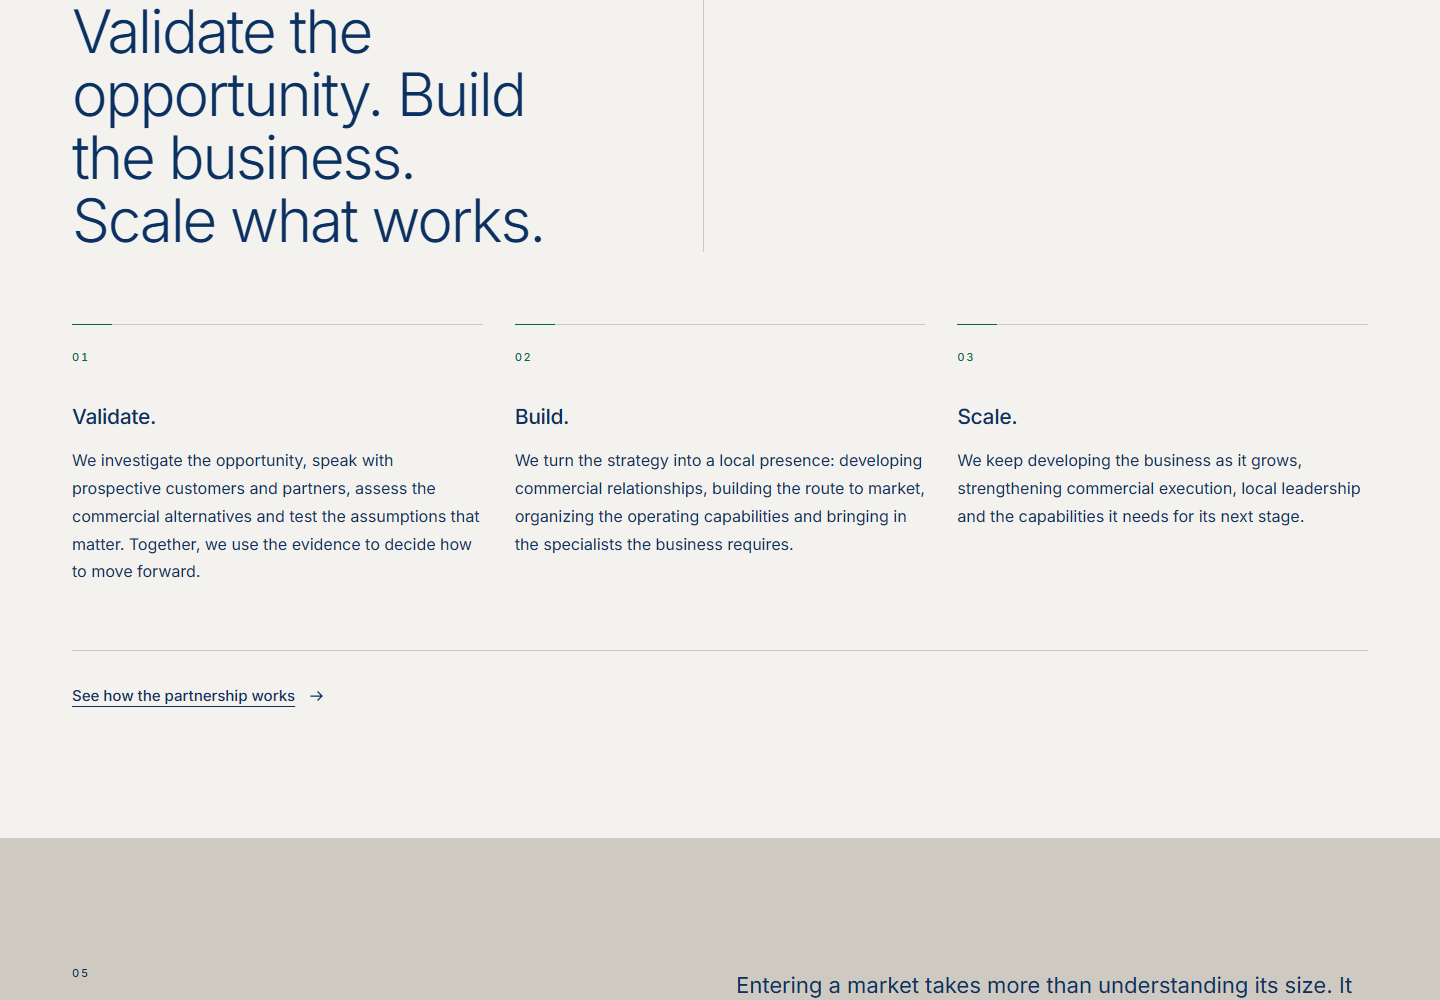 Validate the
opportunity. Build
the business.
Scale what works.
01
Validate.
We investigate the opportunity, speak with
prospective customers and partners, assess the
commercial alternatives and test the assumptions that
matter. Together, we use the evidence to decide how
to move forward.
02
Build.
We turn the strategy into a local presence: developing
commercial relationships, building the route to market,
organizing the operating capabilities and bringing in
the specialists the business requires.
03
Scale.
We keep developing the business as it grows,
strengthening commercial execution, local leadership
and the capabilities it needs for its next stage.
See how the partnership works →
05
Entering a market takes more than understanding its size. It